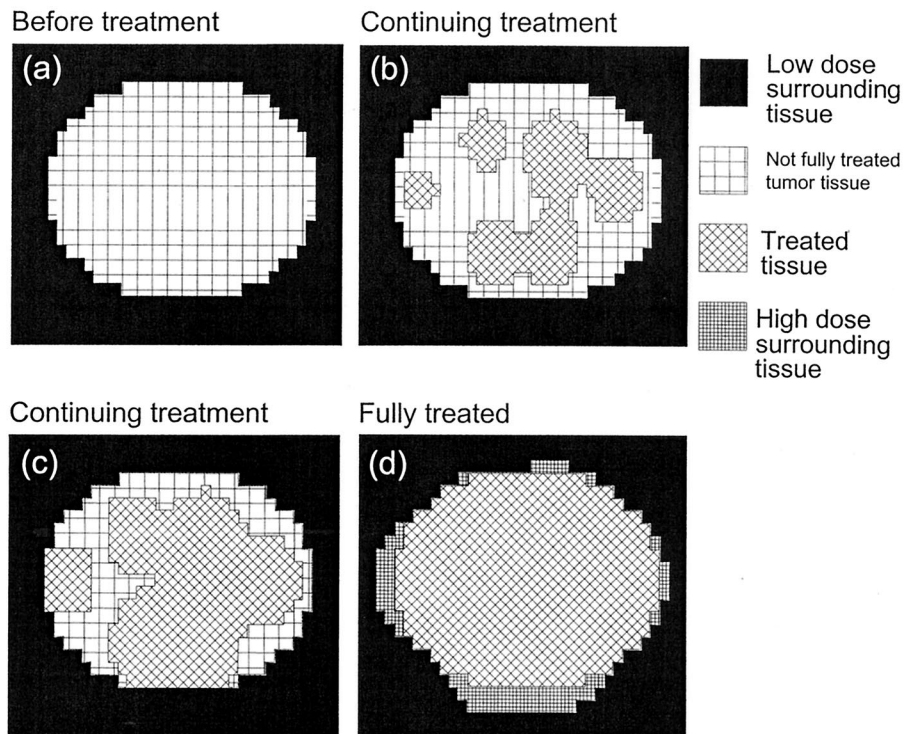 Before treatment
Continuing treatment
(a)
(b)
Low dose
surrounding
tissue
Not fully treated
tumor tissue
Treated
tissue
High dose
surrounding
tissue
Continuing treatment
Fully treated
(c)
(d)